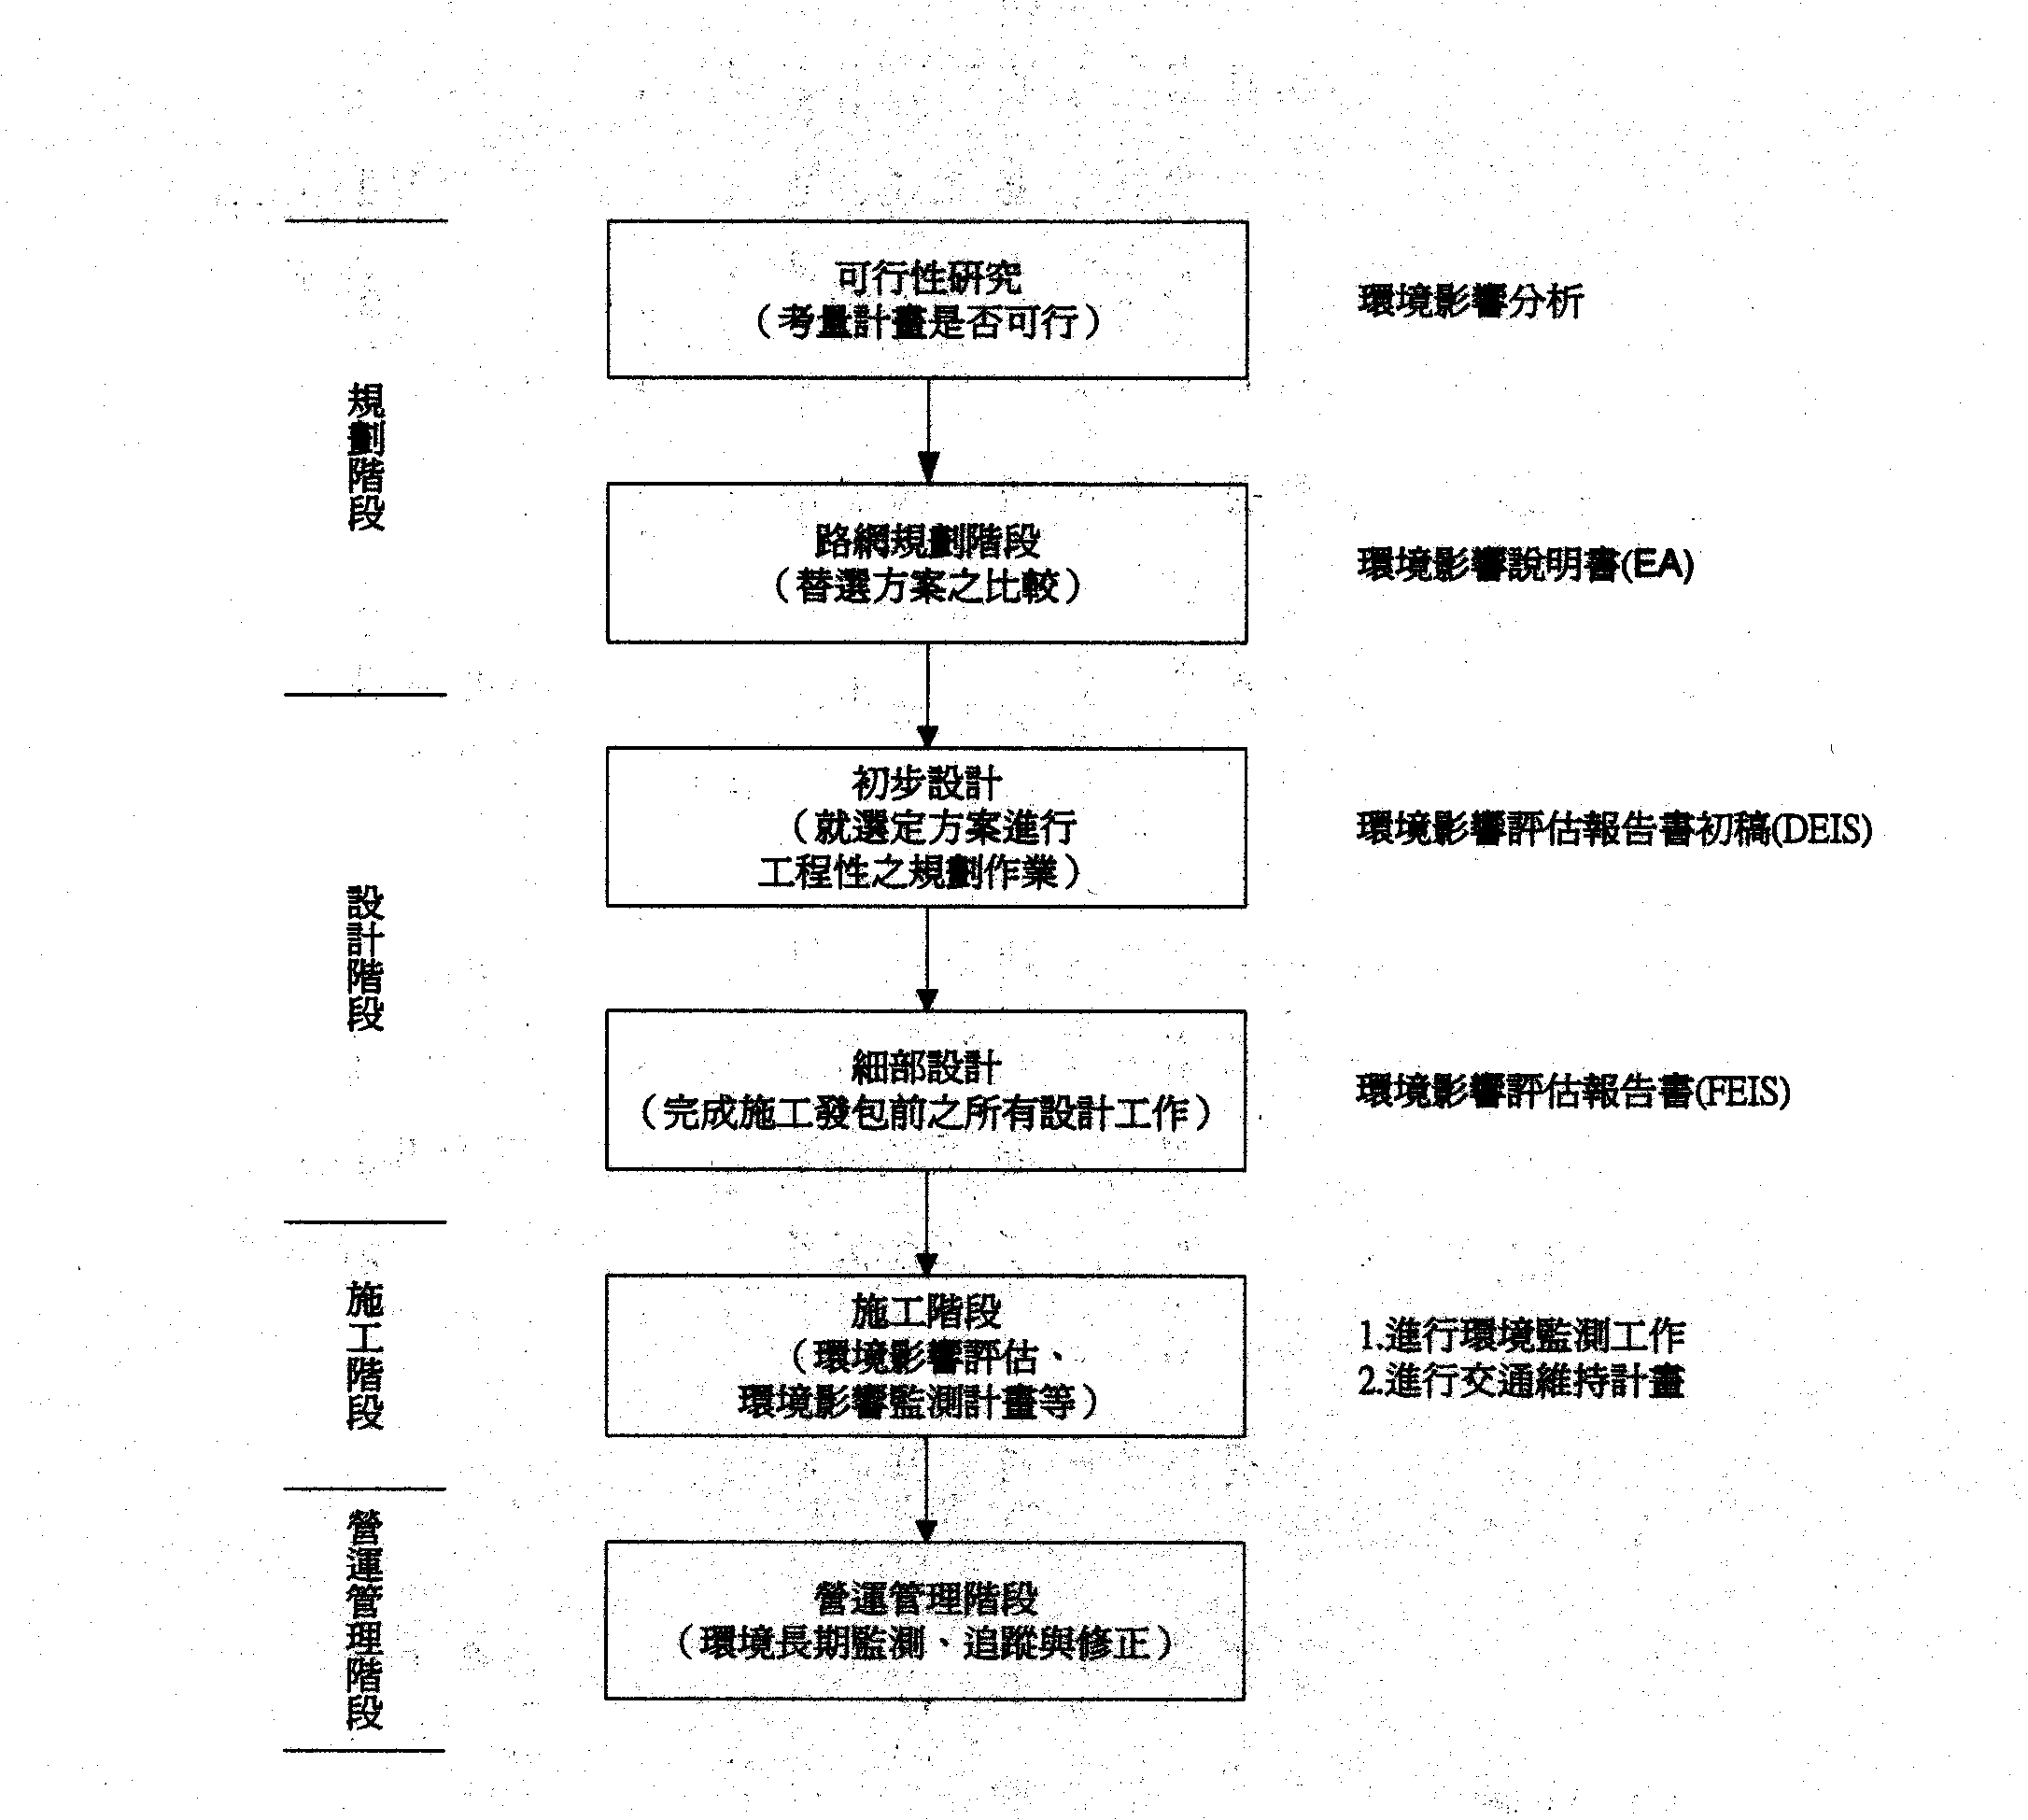 規劃階段
可行性研究
（考量計畫是否可行）
環境影響分析
路網規劃階段
（替選方案之比較）
環境影響說明書(EA)
設計階段
初步設計
（就選定方案進行
工程性之規劃作業）
環境影響評估報告書初稿(DEIS)
細部設計
（完成施工發包前之所有設計工作）
環境影響評估報告書(FEIS)
施工階段
施工階段
（環境影響評估、
環境影響監測計畫等）
1.進行環境監測工作
2.進行交通維持計畫
營運管理階段
營運管理階段
（環境長期監測、追蹤與修正）